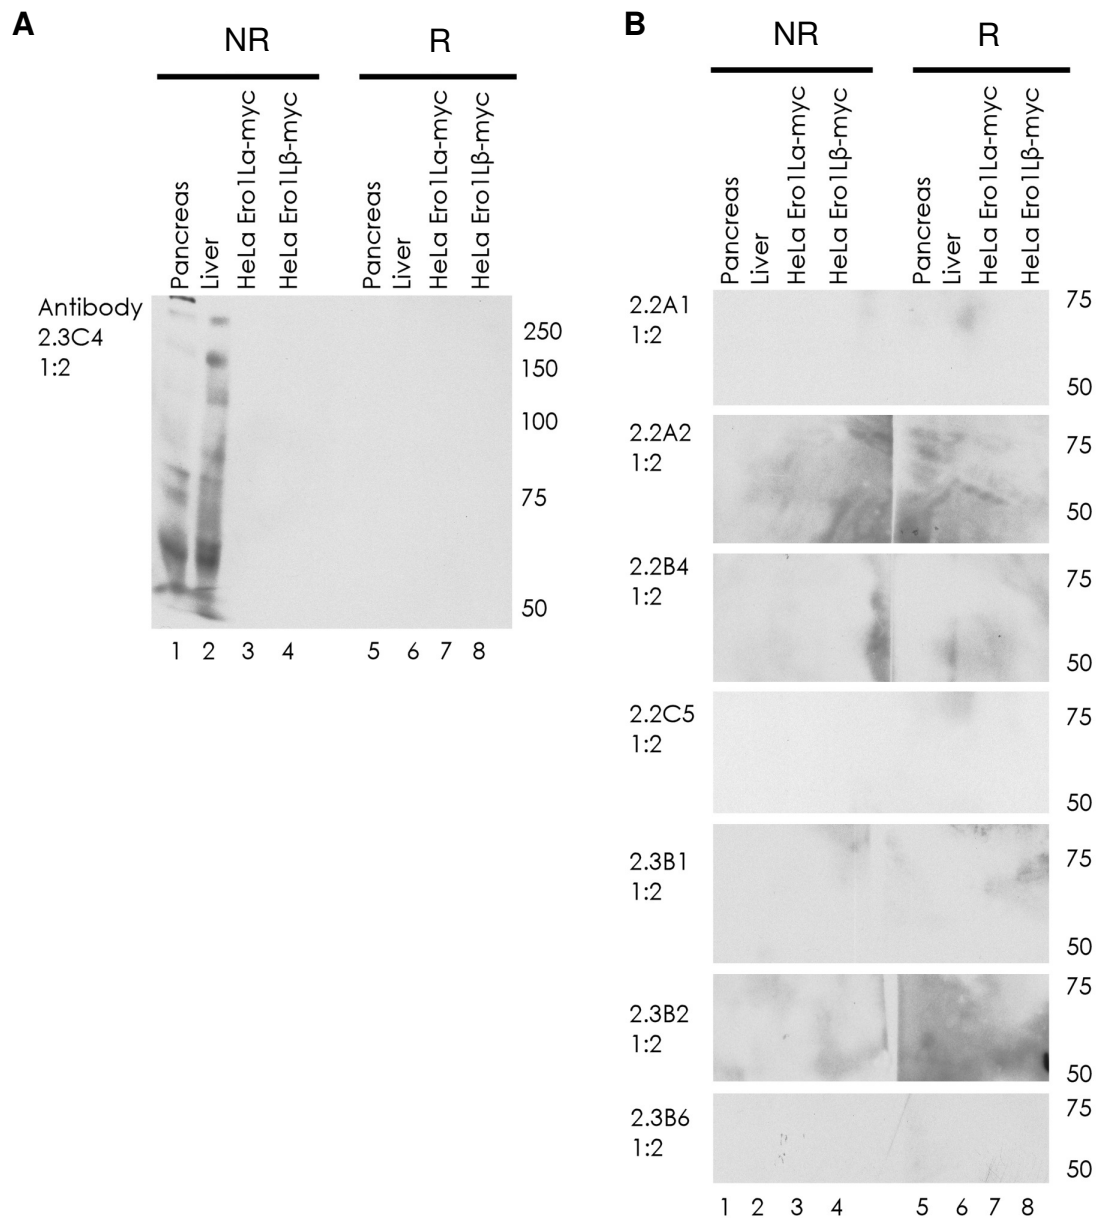 A
NR
R
Pancreas
Liver
HeLa Ero1Lα-myc
HeLa Ero1Lβ-myc
Pancreas
Liver
HeLa Ero1Lα-myc
HeLa Ero1Lβ-myc
Antibody
2.3C4
1:2
250
150
100
75
50
1 2 3 4 5 6 7 8
B
NR
R
Pancreas
Liver
HeLa Ero1Lα-myc
HeLa Ero1Lβ-myc
Pancreas
Liver
HeLa Ero1Lα-myc
HeLa Ero1Lβ-myc
2.2A1
1:2
75
50
2.2A2
1:2
75
50
2.2B4
1:2
75
50
2.2C5
1:2
75
50
2.3B1
1:2
75
50
2.3B2
1:2
75
50
2.3B6
1:2
75
50
1 2 3 4 5 6 7 8